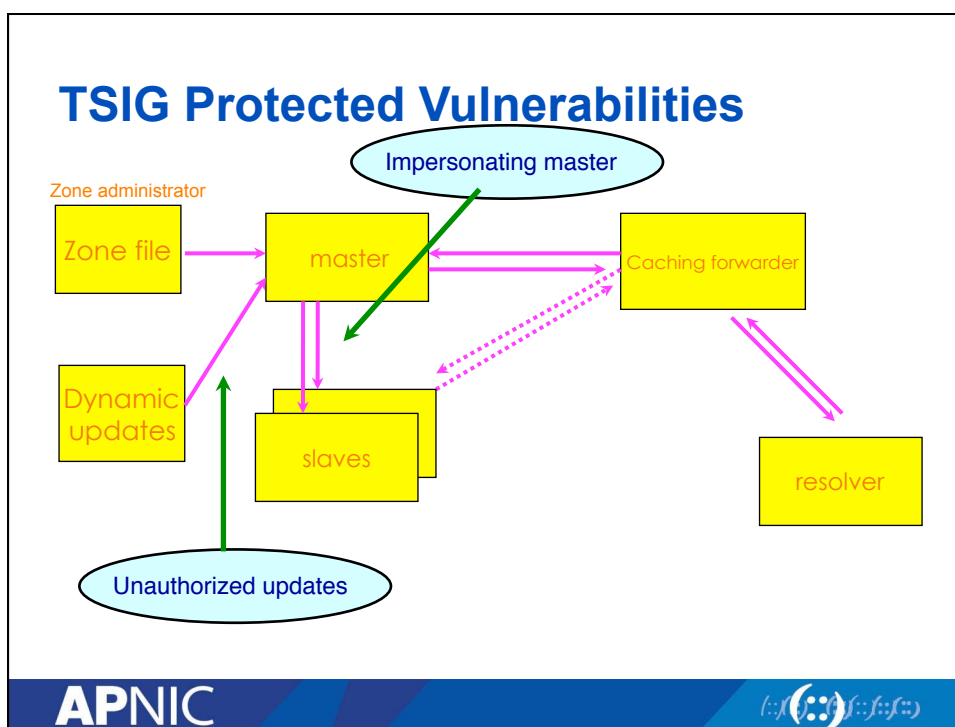 TSIG Protected Vulnerabilities
Impersonating master
Zone administrator
Zone file
master
Caching forwarder
Dynamic
updates
slaves
resolver
Unauthorized updates
APNIC
(::)